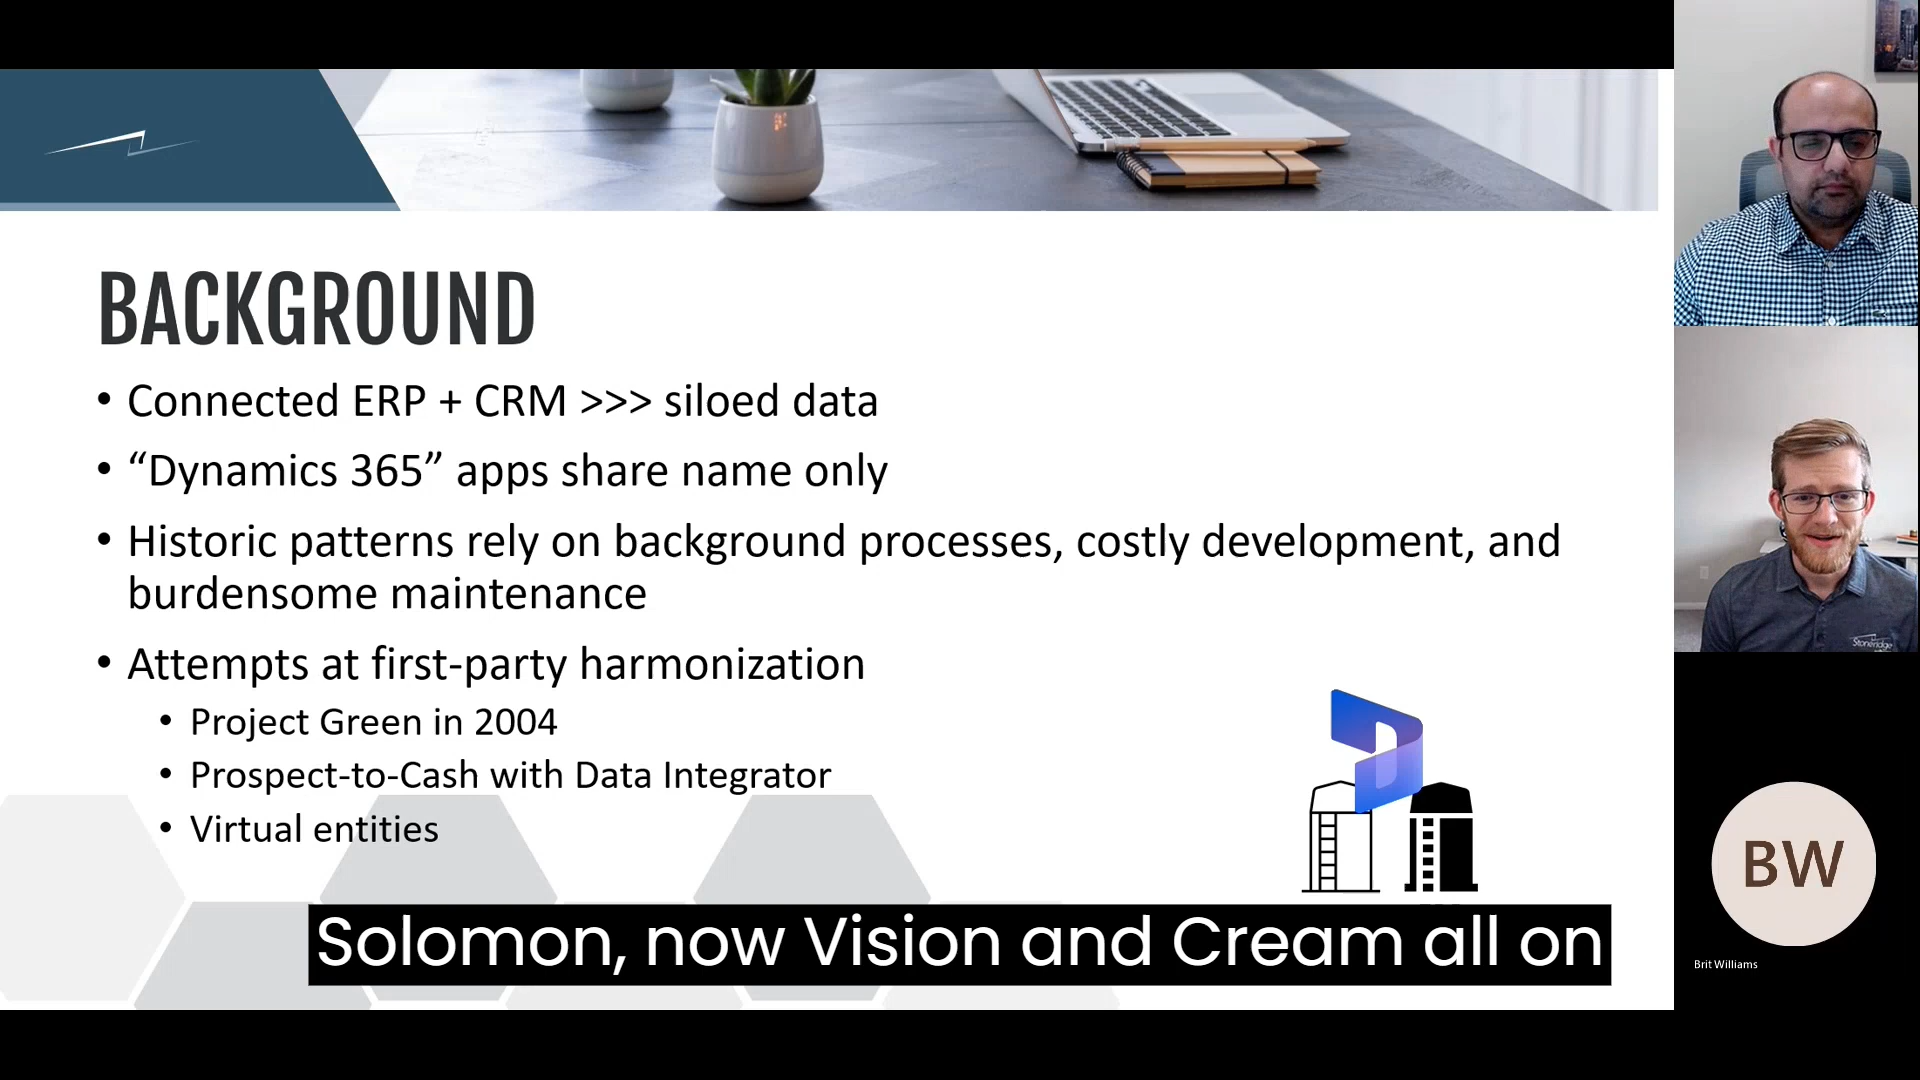 BACKGROUND
• Connected ERP + CRM >>> siloed data
• “Dynamics 365” apps share name only
• Historic patterns rely on background processes, costly development, and
burdensome maintenance
• Attempts at first-party harmonization
• Project Green in 2004
• Prospect-to-Cash with Data Integrator
• Virtual entities
Solomon, now Vision and Cream all on
Stoneridge
BW
Brit Williams